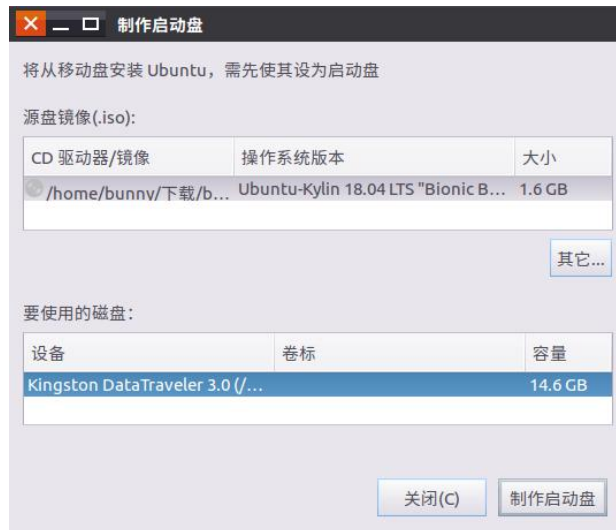 制作启动盘
将从移动盘安装 Ubuntu，需先使其设为启动盘
源盘镜像(.iso):
CD 驱动器/镜像 操作系统版本 大小
/home/bunny/下载/b... Ubuntu-Kylin 18.04 LTS "Bionic B... 1.6 GB
其它...
要使用的磁盘：
设备 卷标 容量
Kingston DataTraveler 3.0 (/... 14.6 GB
关闭(C) 制作启动盘